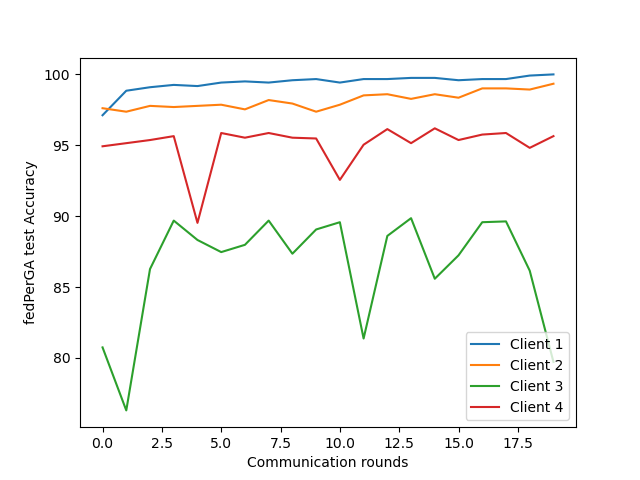 100
95
90
85
80
fedPerGA test Accuracy
Client 1
Client 2
Client 3
Client 4
0.0 2.5 5.0 7.5 10.0 12.5 15.0 17.5
Communication rounds